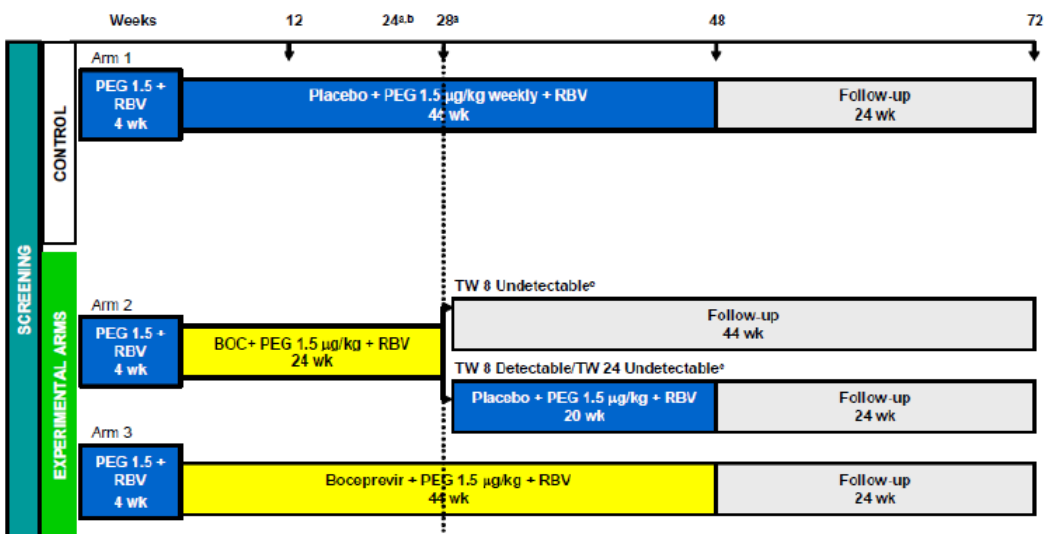 Weeks 12 24a,b 28a 48 72
SCREENING
CONTROL
Arm 1
PEG 1.5 +
RBV
4 wk
Placebo + PEG 1.5 μg/kg weekly + RBV
44 wk
Follow-up
24 wk
EXPERIMENTAL ARMS
Arm 2
PEG 1.5 +
RBV
4 wk
BOC+ PEG 1.5 μg/kg + RBV
24 wk
TW 8 Undetectablee
Follow-up
44 wk
TW 8 Detectable/TW 24 Undetectablee
Placebo + PEG 1.5 μg/kg + RBV
20 wk
Follow-up
24 wk
Arm 3
PEG 1.5 +
RBV
4 wk
Boceprevir + PEG 1.5 μg/kg + RBV
44 wk
Follow-up
24 wk